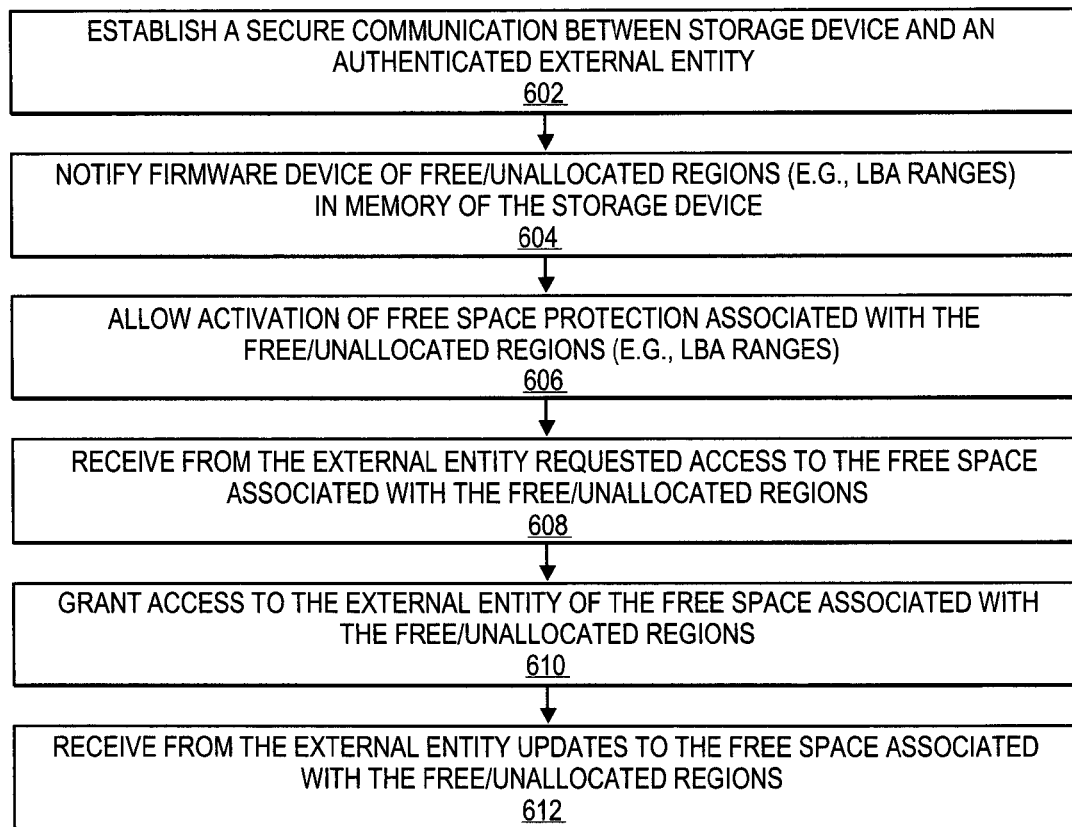 ESTABLISH A SECURE COMMUNICATION BETWEEN STORAGE DEVICE AND AN
AUTHENTICATED EXTERNAL ENTITY
602
NOTIFY FIRMWARE DEVICE OF FREE/UNALLOCATED REGIONS (E.G., LBA RANGES)
IN MEMORY OF THE STORAGE DEVICE
604
ALLOW ACTIVATION OF FREE SPACE PROTECTION ASSOCIATED WITH THE
FREE/UNALLOCATED REGIONS (E.G., LBA RANGES)
606
RECEIVE FROM THE EXTERNAL ENTITY REQUESTED ACCESS TO THE FREE SPACE
ASSOCIATED WITH THE FREE/UNALLOCATED REGIONS
608
GRANT ACCESS TO THE EXTERNAL ENTITY OF THE FREE SPACE ASSOCIATED WITH
THE FREE/UNALLOCATED REGIONS
610
RECEIVE FROM THE EXTERNAL ENTITY UPDATES TO THE FREE SPACE ASSOCIATED
WITH THE FREE/UNALLOCATED REGIONS
612